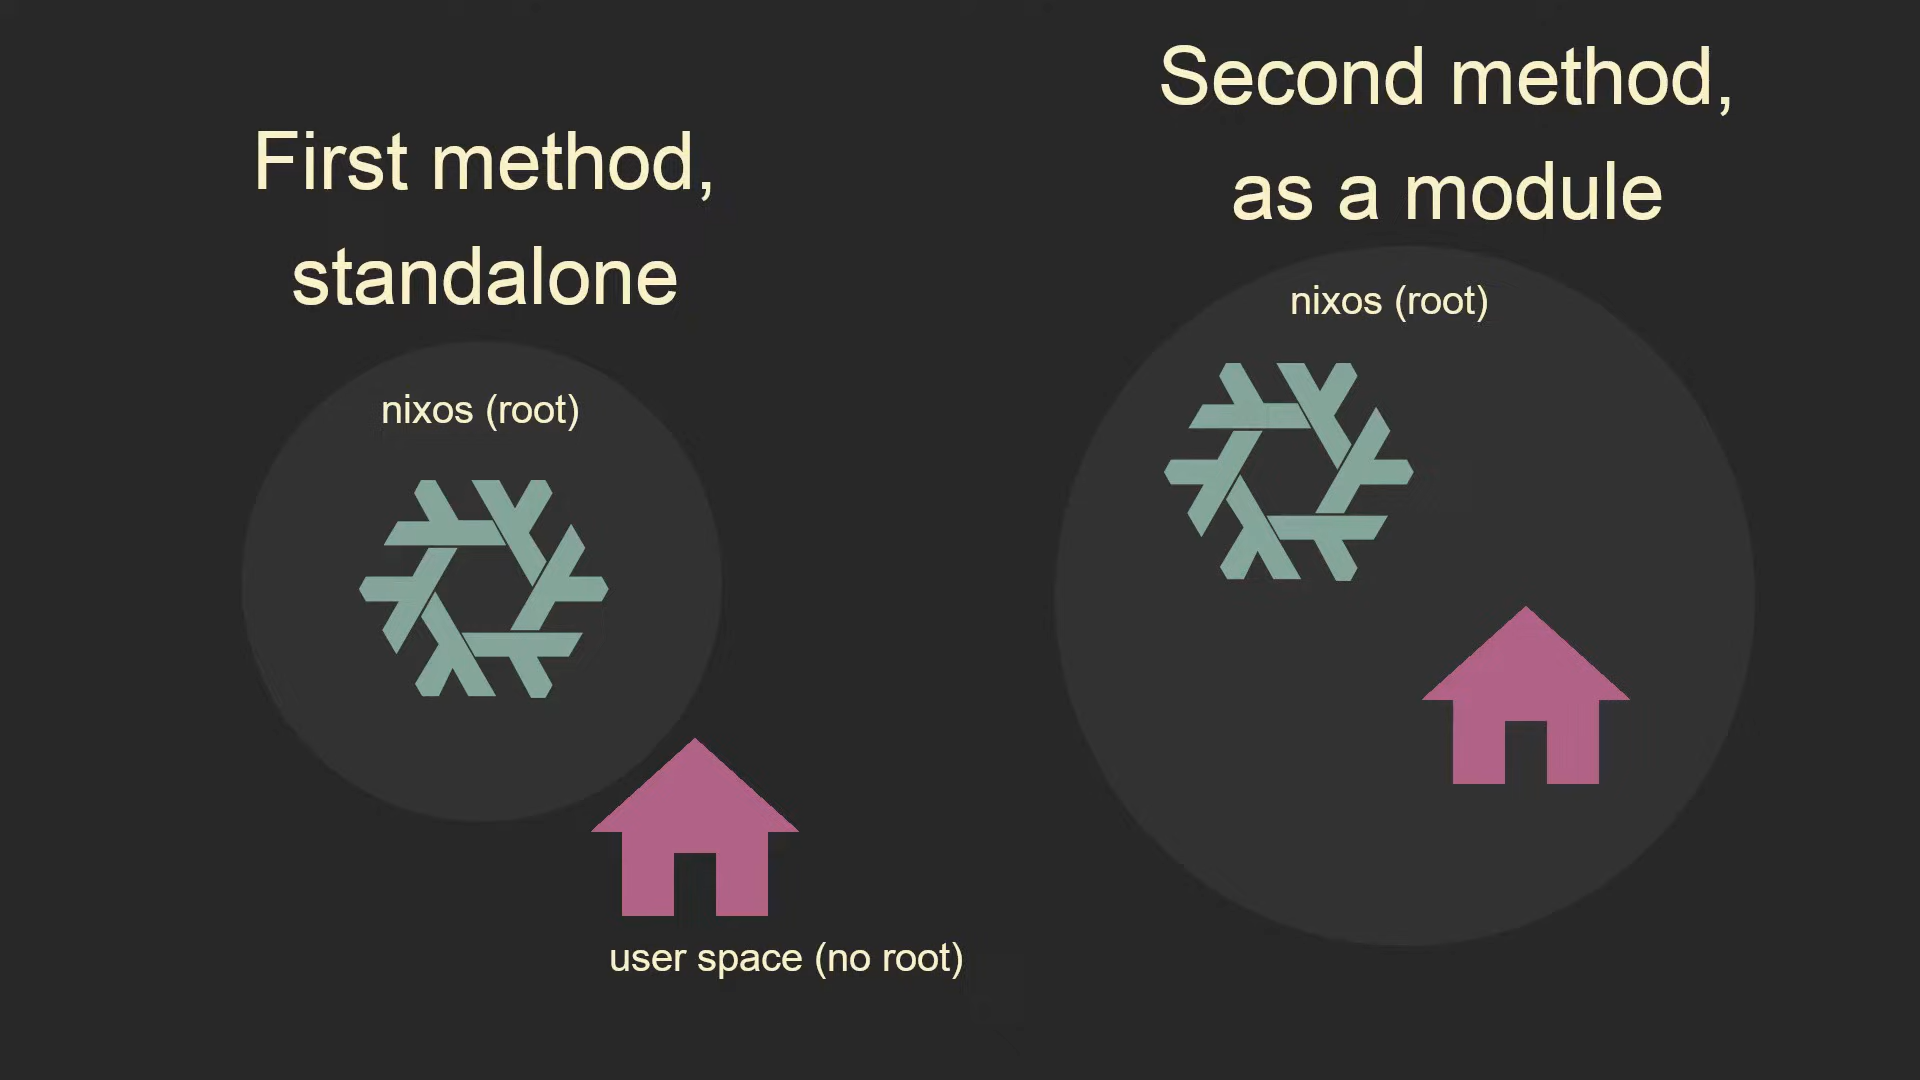 First method,
standalone
nixos (root)
user space (no root)
Second method,
as a module
nixos (root)